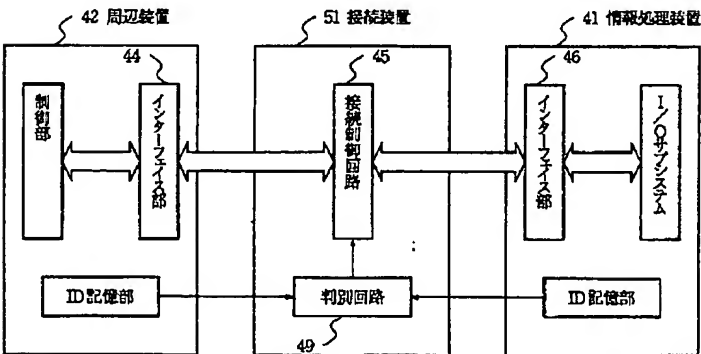 42 周辺装置
51 接続装置
41 情報処理装置
44
45
46
制御部
インターフェイス部
接続制御回路
インターフェイス部
I/Oサブシステム
ID記憶部
判別回路
ID記憶部
49